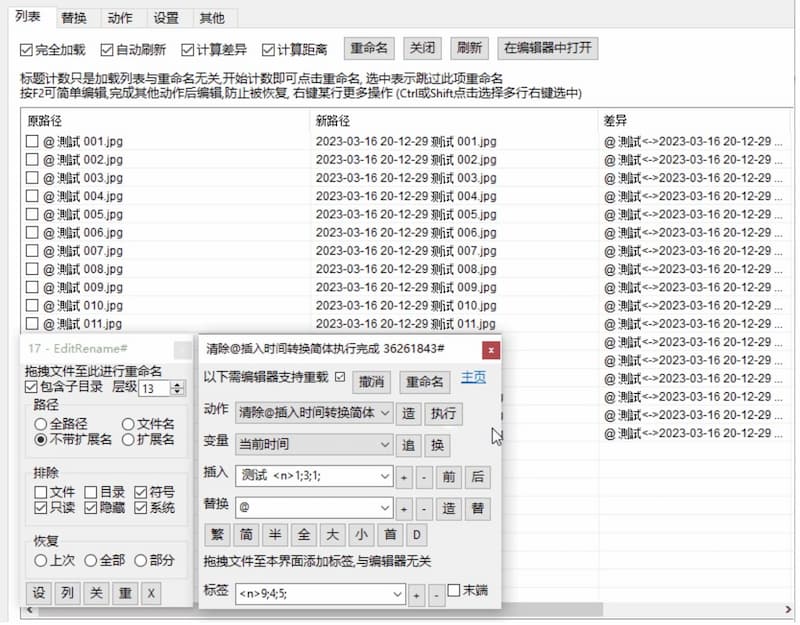 列表 替换 动作 设置 其他
完全加载 自动刷新 计算差异 计算距离 重命名 关闭 刷新 在编辑器中打开
标题计数只是加载列表与重命名无关,开始计数即可点击重命名, 选中表示跳过此项重命名
按F2可简单编辑,完成其他动作后编辑,防止被恢复, 右键某行更多操作 (Ctrl或Shift点击选择多行右键选中)
原路径 新路径 差异
@ 测試 001.jpg 2023-03-16 20-12-29 测试 001.jpg @ 测試<->2023-03-16 20-12-29 ...
@ 测試 002.jpg 2023-03-16 20-12-29 测试 002.jpg @ 测試<->2023-03-16 20-12-29 ...
@ 测試 003.jpg 2023-03-16 20-12-29 测试 003.jpg @ 测試<->2023-03-16 20-12-29 ...
@ 测試 004.jpg 2023-03-16 20-12-29 测试 004.jpg @ 测試<->2023-03-16 20-12-29 ...
@ 测試 005.jpg 2023-03-16 20-12-29 测试 005.jpg @ 测試<->2023-03-16 20-12-29 ...
@ 测試 006.jpg 2023-03-16 20-12-29 测试 006.jpg @ 测試<->2023-03-16 20-12-29 ...
@ 测試 007.jpg 2023-03-16 20-12-29 测试 007.jpg @ 测試<->2023-03-16 20-12-29 ...
@ 测試 008.jpg 2023-03-16 20-12-29 测试 008.jpg @ 测試<->2023-03-16 20-12-29 ...
@ 测試 009.jpg 2023-03-16 20-12-29 测试 009.jpg @ 测試<->2023-03-16 20-12-29 ...
@ 测試 010.jpg 2023-03-16 20-12-29 测试 010.jpg @ 测試<->2023-03-16 20-12-29 ...
@ 测試 011.jpg 2023-03-16 20-12-29 测试 011.jpg @ 测試<->2023-03-16 20-12-29 ...
@ 测試<->2023-03-16 20-12-29 ...
@ 测試<->2023-03-16 20-12-29 ...
@ 测試<->2023-03-16 20-12-29 ...
@ 测試<->2023-03-16 20-12-29 ...
@ 测試<->2023-03-16 20-12-29 ...
@ 测試<->2023-03-16 20-12-29 ...
17 - EditRename#
拖拽文件至此进行重命名
包含子目录 层级 13
路径
全路径 文件名
不带扩展名 扩展名
排除
文件 目录 符号
只读 隐藏 系统
恢复
上次 全部 部分
设 列 关 重 X
清除@插入时间转换简体执行完成 36261843# x
以下需编辑器支持重载 撤消 重命名 主页
动作 清除@插入时间转换简体 造 执行
变量 当前时间 追 换
插入 测试 <n>1;3;1; + - 前 后
替换 @ + - 造 替
繁 简 半 全 大 小 首 D
拖拽文件至本界面添加标签,与编辑器无关
标签 <n>9;4;5; + - 末端